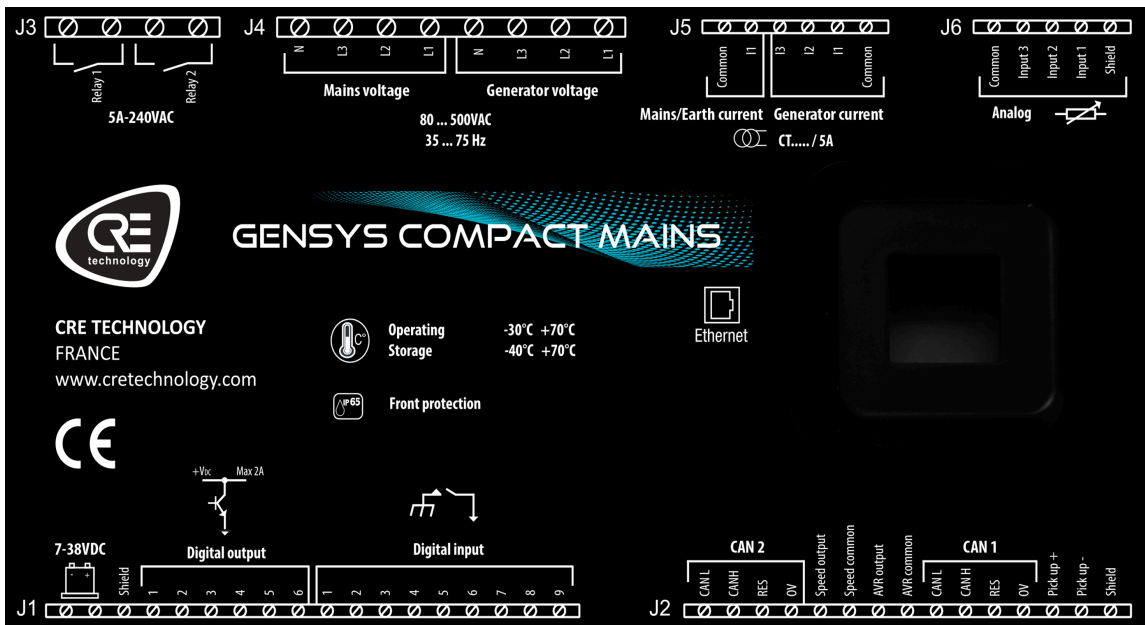 J3
Relay 1
Relay 2
5A-240VAC
J4
N
L3
L2
L1
N
L3
L2
L1
Mains voltage
Generator voltage
80 ... 500VAC
35 ... 75 Hz
J5
Common
I1
I3
I2
I1
Common
Mains/Earth current
Generator current
CT..... / 5A
J6
Common
Input 3
Input 2
Input 1
Shield
Analog
CRE
technology
GENSYS COMPACT MAINS
CRE TECHNOLOGY
FRANCE
www.cretechnology.com
C°
Operating -30°C +70°C
Storage -40°C +70°C
IP65
Front protection
Ethernet
CE
+VDC
Max 2A
7-38VDC
- +
Digital output
Digital input
J1
Shield
1
2
3
4
5
6
1
2
3
4
5
6
7
8
9
CAN 2
CAN 1
J2
CAN L
CANH
RES
0V
Speed output
Speed common
AVR output
AVR common
CAN L
CAN H
RES
0V
Pick up +
Pick up -
Shield